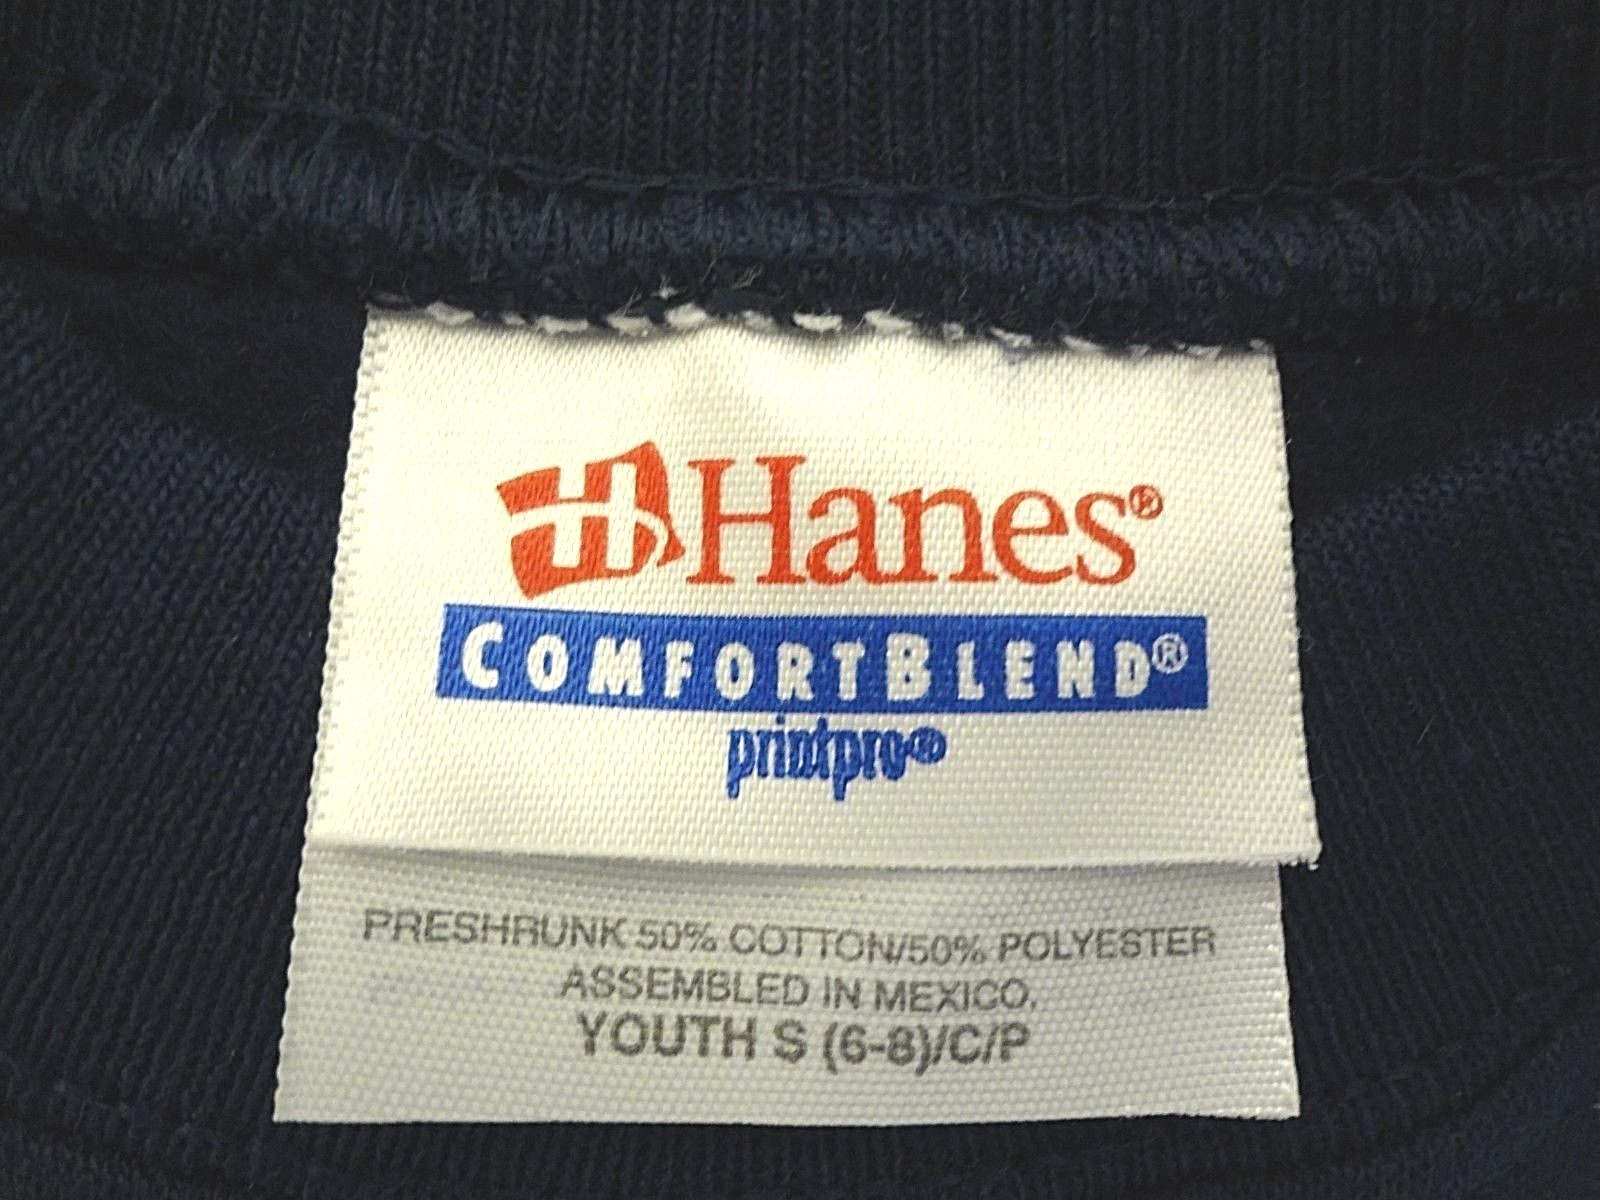 H Hanes®
COMFORTBLEND®
printpro®
PRESHRUNK 50% COTTON/50% POLYESTER
ASSEMBLED IN MEXICO.
YOUTH S (6-8)/C/P